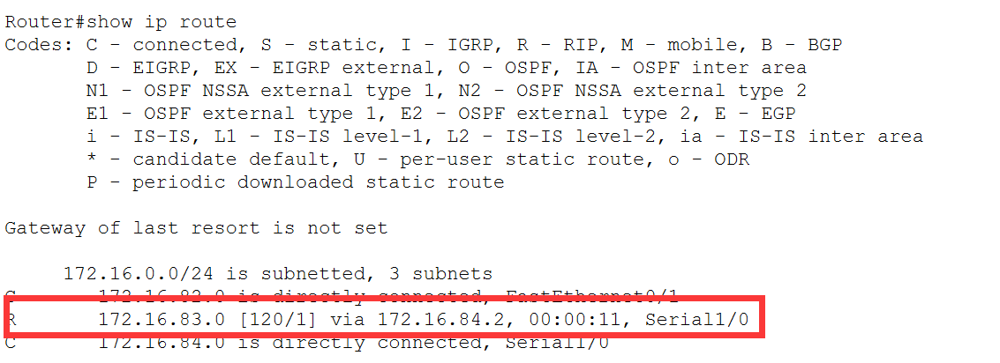 Router#show ip route
Codes: C - connected, S - static, I - IGRP, R - RIP, M - mobile, B - BGP
D - EIGRP, EX - EIGRP external, O - OSPF, IA - OSPF inter area
N1 - OSPF NSSA external type 1, N2 - OSPF NSSA external type 2
E1 - OSPF external type 1, E2 - OSPF external type 2, E - EGP
i - IS-IS, L1 - IS-IS level-1, L2 - IS-IS level-2, ia - IS-IS inter area
* - candidate default, U - per-user static route, o - ODR
P - periodic downloaded static route
Gateway of last resort is not set
172.16.0.0/24 is subnetted, 3 subnets
C 172.16.82.0 is directly connected, FastEthernet0/1
R 172.16.83.0 [120/1] via 172.16.84.2, 00:00:11, Serial1/0
C 172.16.84.0 is directly connected, Serial1/0